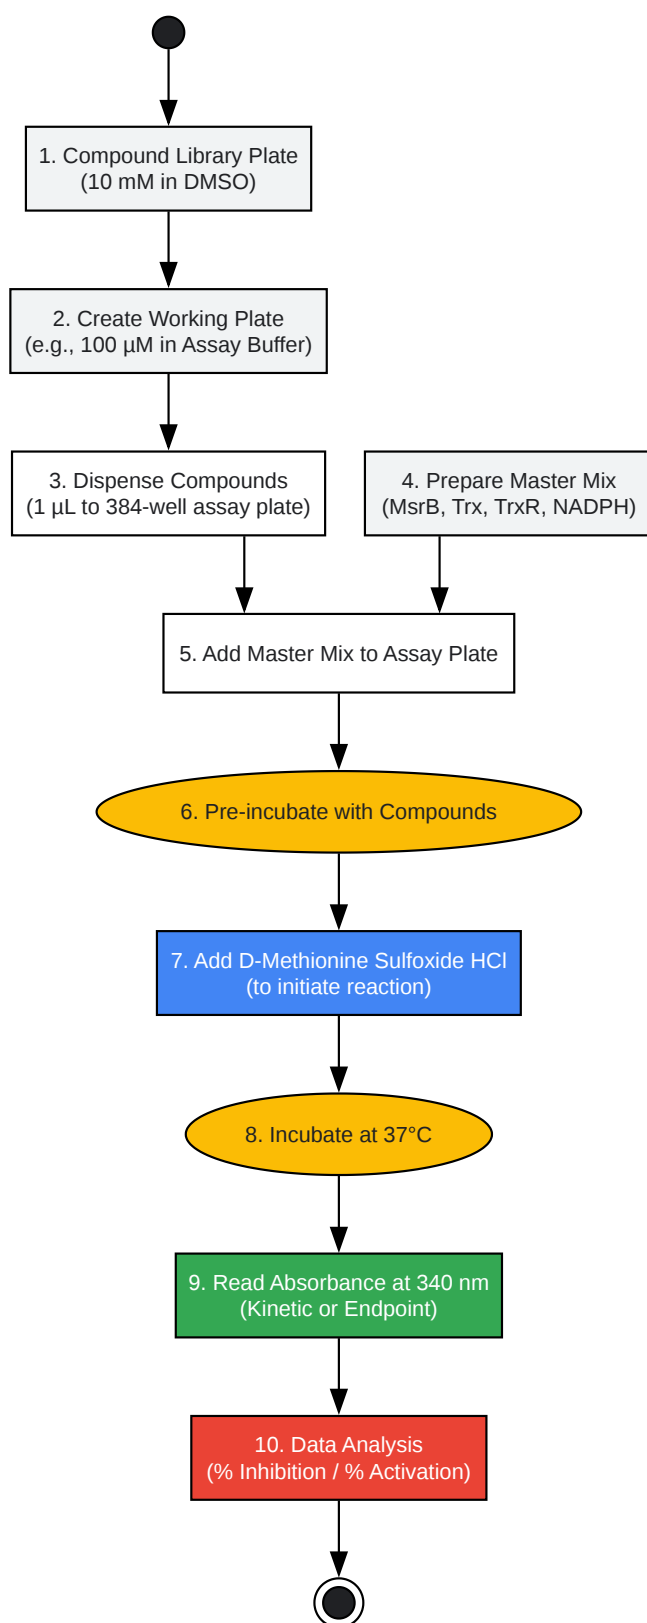 1. Compound Library Plate
(10 mM in DMSO)
2. Create Working Plate
(e.g., 100 µM in Assay Buffer)
3. Dispense Compounds
(1 µL to 384-well assay plate)
4. Prepare Master Mix
(MsrB, Trx, TrxR, NADPH)
5. Add Master Mix to Assay Plate
6. Pre-incubate with Compounds
7. Add D-Methionine Sulfoxide HCl
(to initiate reaction)
8. Incubate at 37°C
9. Read Absorbance at 340 nm
(Kinetic or Endpoint)
10. Data Analysis
(% Inhibition / % Activation)